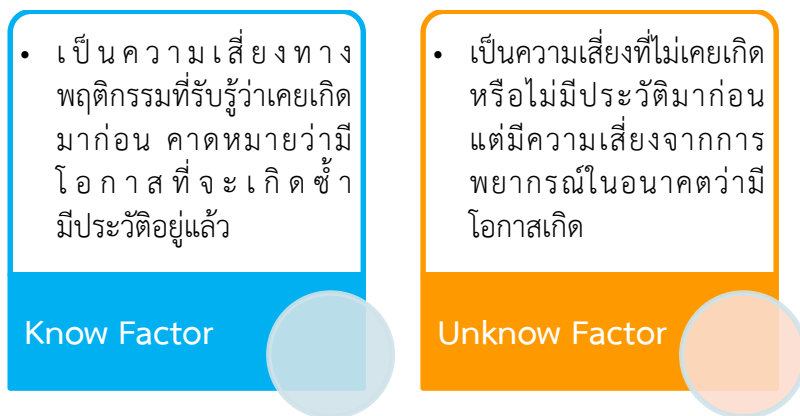 • เป็นความเสี่ยงทาง
พฤติกรรมที่รับรู้ว่าเคยเกิด
มาก่อน คาดหมายว่ามี
โอกาสที่จะเกิดซ้ำ
มีประวัติอยู่แล้ว
Know Factor
• เป็นความเสี่ยงที่ไม่เคยเกิด
หรือไม่มีประวัติมาก่อน
แต่มีความเสี่ยงจากการ
พยากรณ์ในอนาคตว่ามี
โอกาสเกิด
Unknow Factor